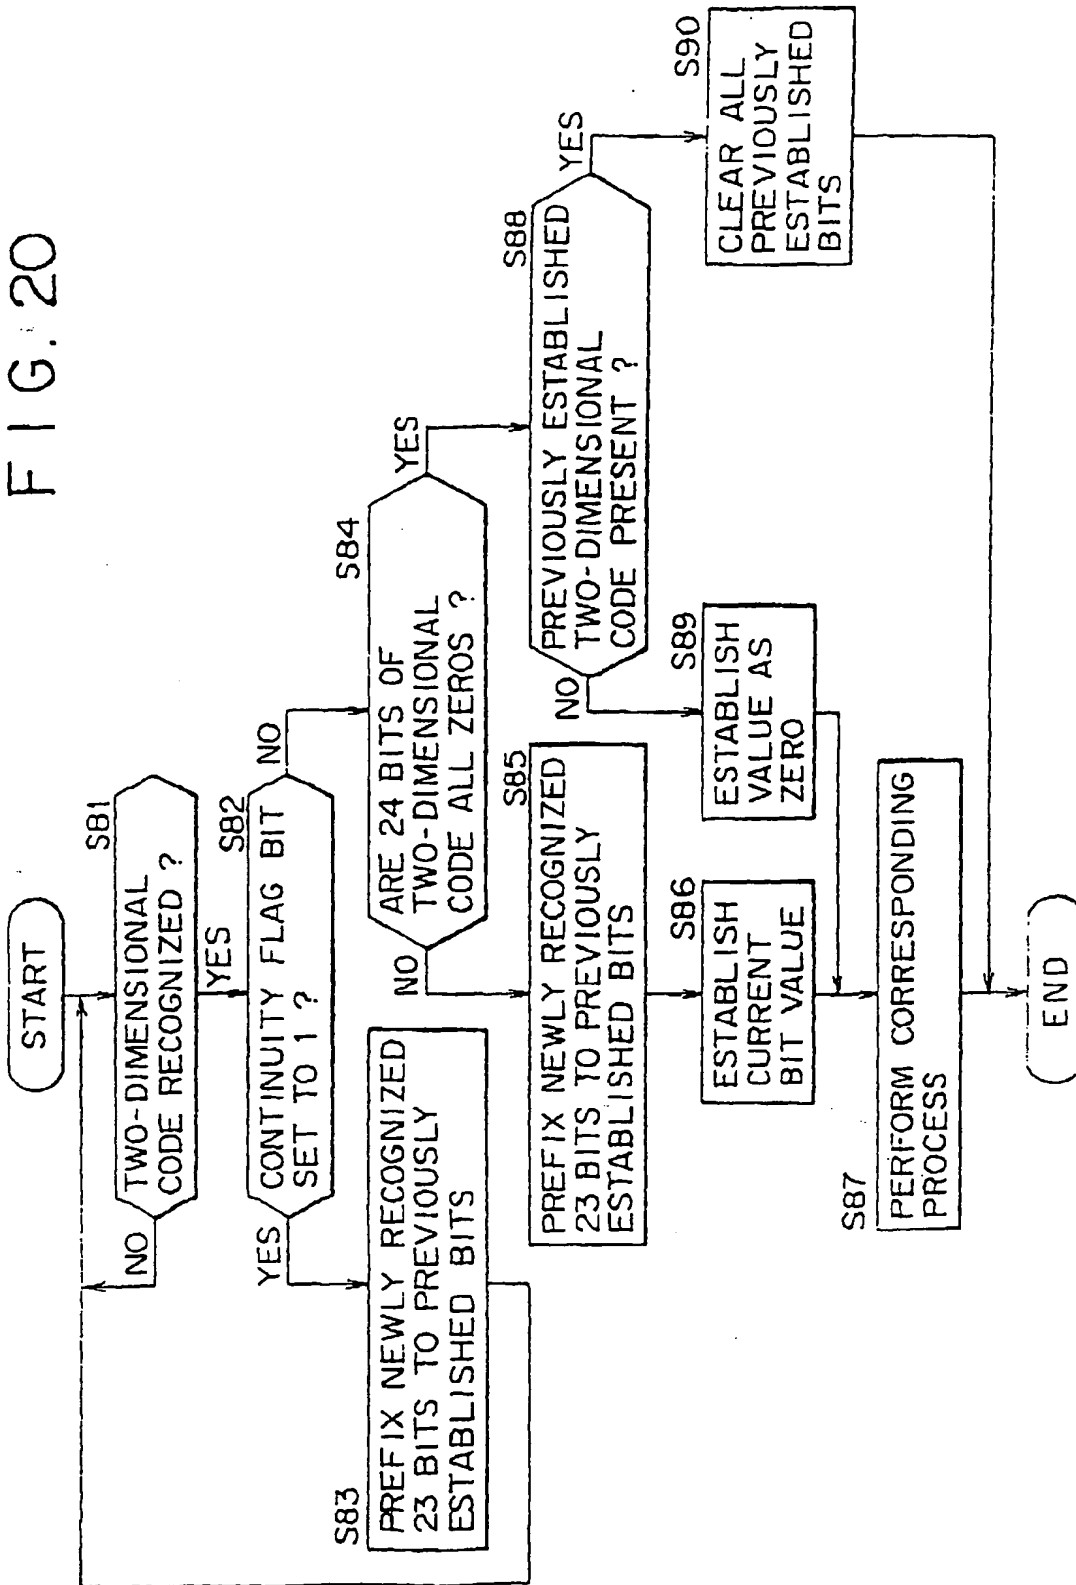 FIG. 20
START
S81
TWO-DIMENSIONAL
CODE RECOGNIZED ?
NO
YES
S82
CONTINUITY FLAG BIT
SET TO 1 ?
YES
NO
S83
PREFIX NEWLY RECOGNIZED
23 BITS TO PREVIOUSLY
ESTABLISHED BITS
S84
ARE 24 BITS OF
TWO-DIMENSIONAL
CODE ALL ZEROS ?
NO
YES
S85
PREFIX NEWLY RECOGNIZED
23 BITS TO PREVIOUSLY
ESTABLISHED BITS
S88
PREVIOUSLY ESTABLISHED
TWO-DIMENSIONAL
CODE PRESENT ?
NO
YES
S86
ESTABLISH
CURRENT
BIT VALUE
S89
ESTABLISH
VALUE AS
ZERO
S90
CLEAR ALL
PREVIOUSLY
ESTABLISHED
BITS
S87
PERFORM CORRESPONDING
PROCESS
END